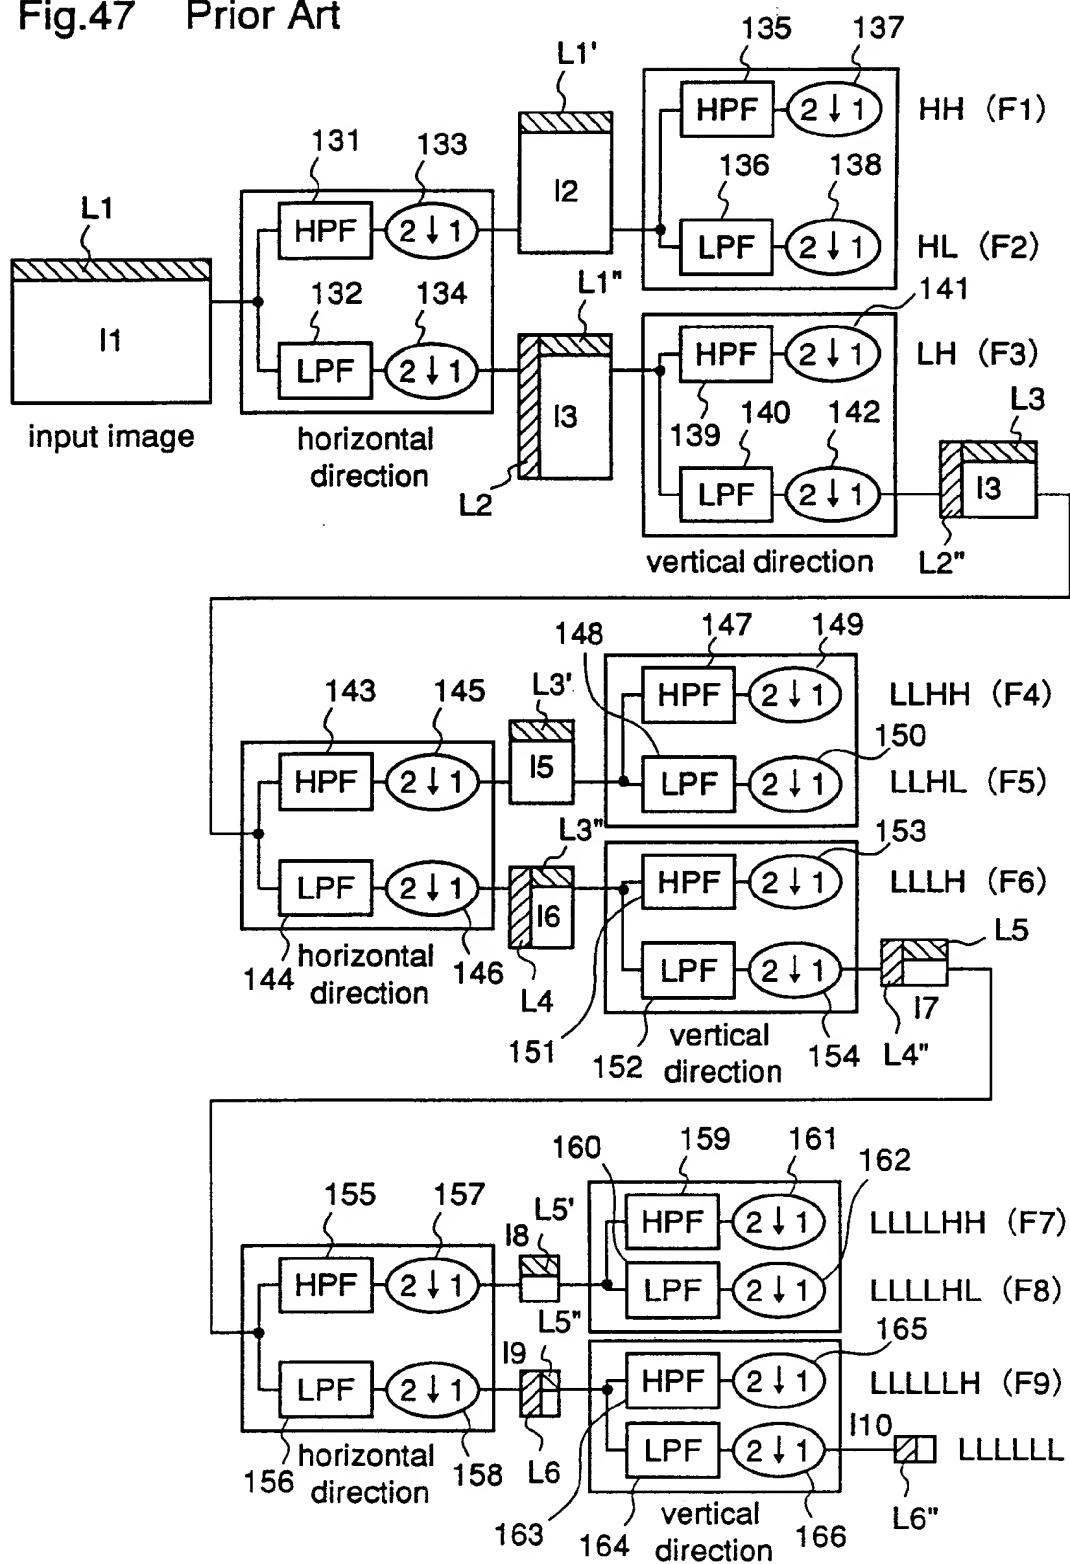 Fig.47 Prior Art
135 137
L1'
HPF 2↓1 HH (F1)
131 133
136 138
L1
I2
HPF 2↓1
LPF 2↓1 HL (F2)
L1"
141
132 134
I1
HPF 2↓1 LH (F3)
LPF 2↓1
L3
input image
horizontal direction
I3
139 140 142
L2
LPF 2↓1
I3
vertical direction
L2"
148 147 149
143 145
L3'
HPF 2↓1 LLHH (F4)
150
HPF 2↓1
I5
LPF 2↓1 LLHL (F5)
L3"
153
LPF 2↓1
I6
HPF 2↓1 LLLH (F6)
L5
144
horizontal direction
146
L4
LPF 2↓1
I7
151 152
vertical direction
154
L4"
160 159 161 162
155 157
I8 L5'
HPF 2↓1 LLLLHH (F7)
HPF 2↓1
LPF 2↓1 LLLLHL (F8)
L5"
165
I9
LPF 2↓1
HPF 2↓1 LLLLLH (F9)
I10
LPF 2↓1 LLLLLL
156
horizontal direction
158
L6
163 164
vertical direction
166
L6"